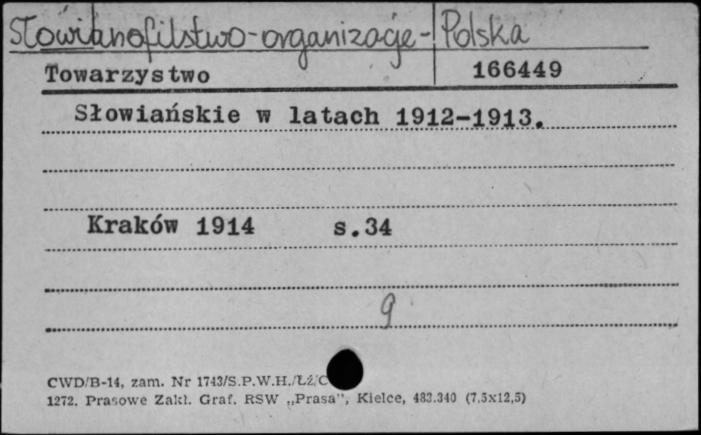 Słowianofilstwo-organizacje-Polska
Towarzystwo 166449
Słowiańskie w latach 1912-1913.
Kraków 1914 s.34
9
CWD/B-14, zam. Nr 1743/S.P.W.H./Łź/C
1272. Prasowe Zakł. Graf. RSW „Prasa", Kielce, 483.340 (7,5x12,5)